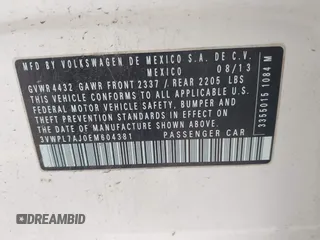 MFD BY VOLKSWAGEN DE MEXICO S.A. DE C.V.
MEXICO 08/13
GVWR 4432 GAWR FRONT 2337 / REAR 2205 LBS
THIS VEHICLE CONFORMS TO ALL APPLICABLE
FEDERAL MOTOR VEHICLE SAFETY, BUMPER AND
THEFT PREVENTION STANDARDS IN EFFECT ON THE
DATE OF MANUFACTURE SHOWN ABOVE
3VWPL7AJ0EM604381 PASSENGER CAR
3355015 1084 M
AUTOBIDMASTER